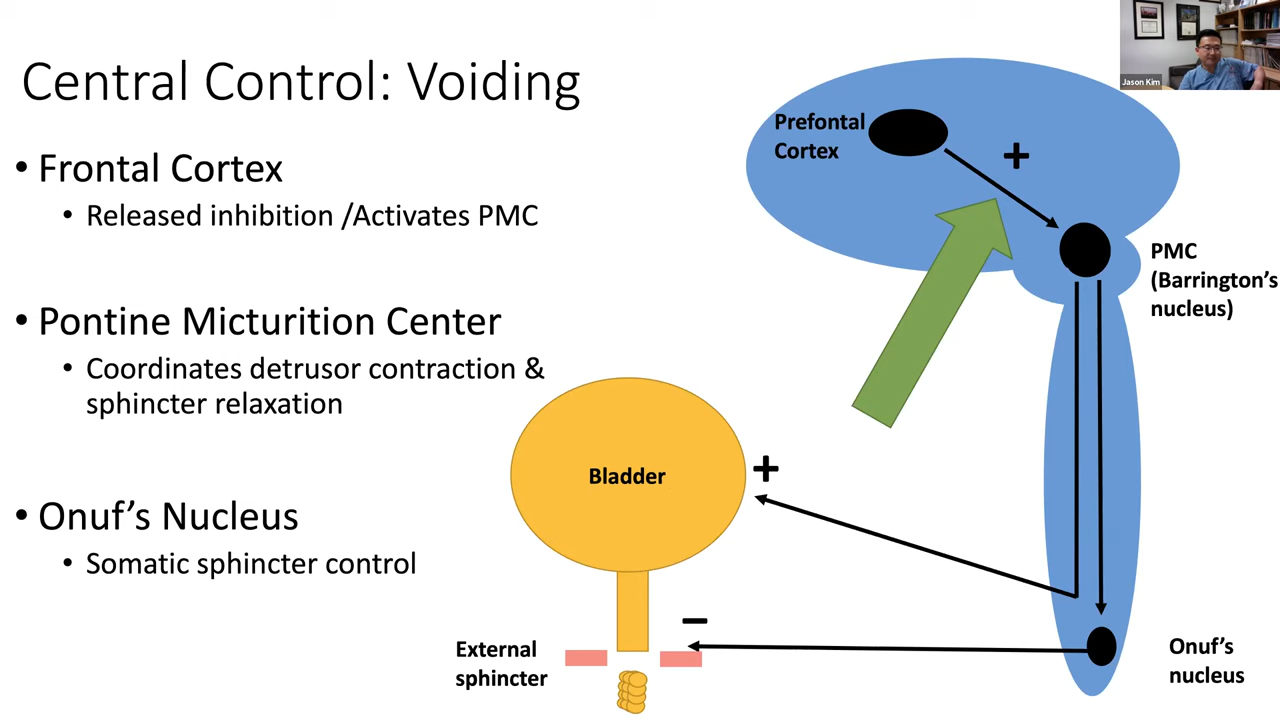 Central Control: Voiding
• Frontal Cortex
• Released inhibition /Activates PMC
• Pontine Micturition Center
• Coordinates detrusor contraction &
sphincter relaxation
• Onuf’s Nucleus
• Somatic sphincter control
Jason Kim
Prefontal
Cortex
+
PMC
(Barrington’s
nucleus)
Bladder
+
−
External
sphincter
Onuf’s
nucleus